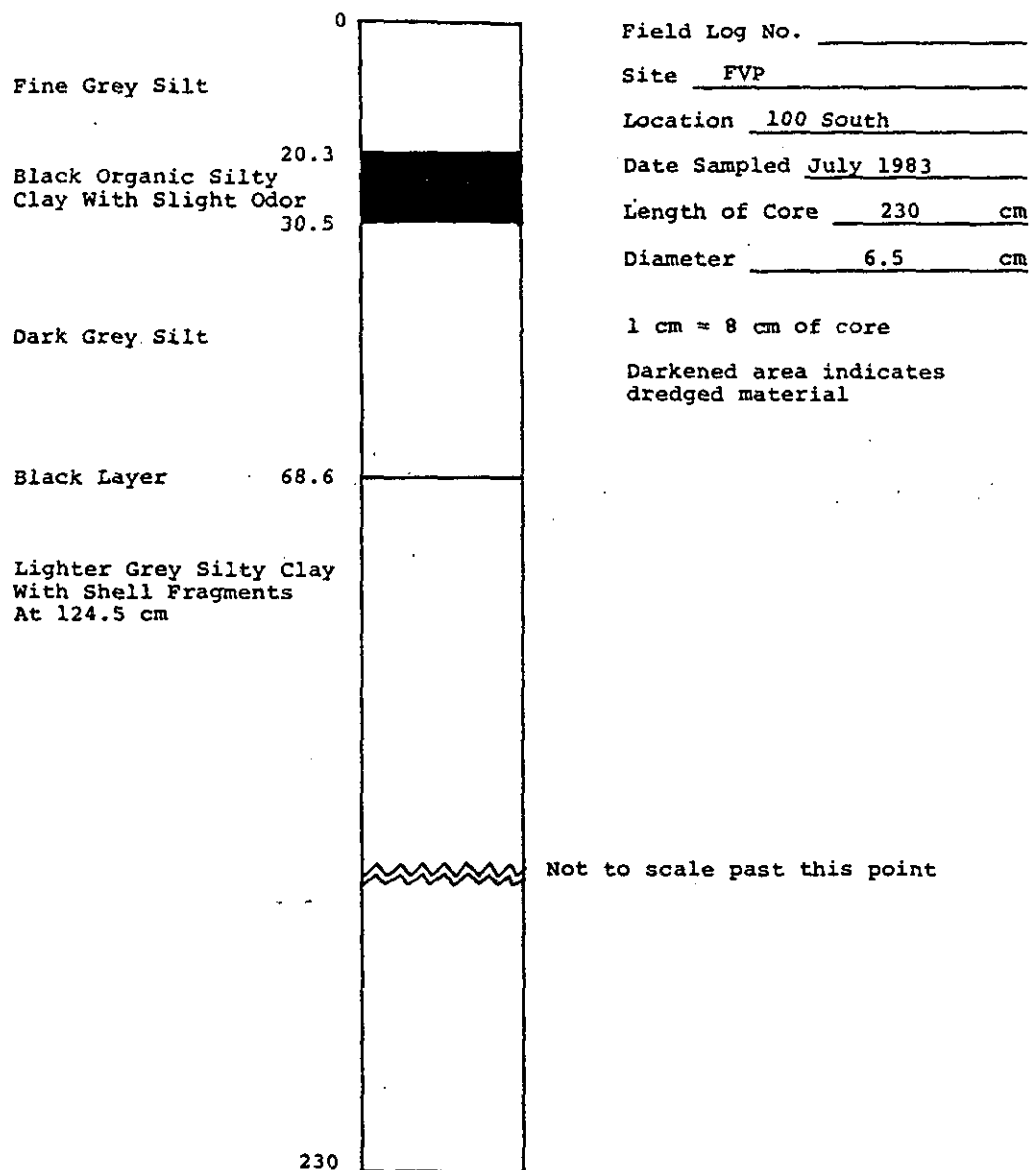 0
Fine Grey Silt
20.3
Black Organic Silty
Clay With Slight Odor
30.5
Dark Grey Silt
Black Layer 68.6
Lighter Grey Silty Clay
With Shell Fragments
At 124.5 cm
230
Field Log No.
Site FVP
Location 100 South
Date Sampled July 1983
Length of Core 230 cm
Diameter 6.5 cm
1 cm = 8 cm of core
Darkened area indicates
dredged material
Not to scale past this point